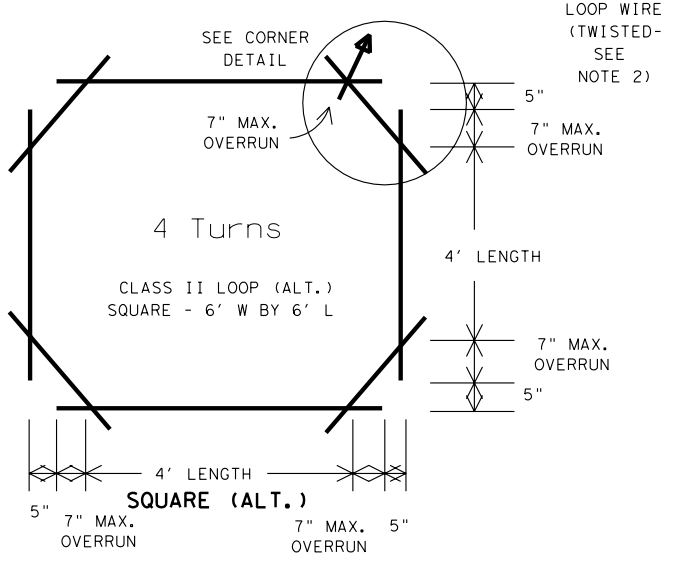 LOOP WIRE
(TWISTED-
SEE
NOTE 2)
SEE CORNER
DETAIL
7" MAX.
OVERRUN
5"
7" MAX.
OVERRUN
4 Turns
4' LENGTH
CLASS II LOOP (ALT.)
SQUARE - 6' W BY 6' L
7" MAX.
OVERRUN
5"
4' LENGTH
SQUARE (ALT.)
5"
7" MAX.
OVERRUN
7" MAX.
OVERRUN
5"